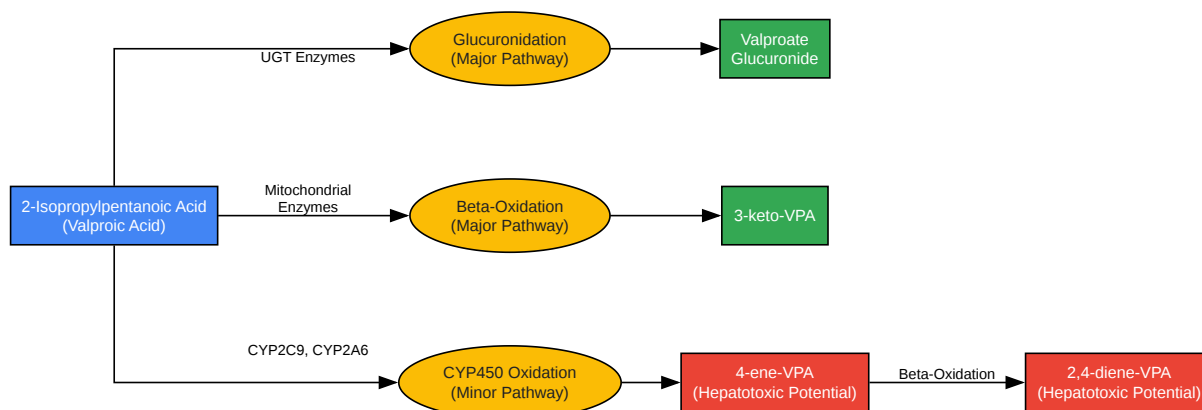 Glucuronidation
(Major Pathway)
Valproate
Glucuronide
UGT Enzymes
2-Isopropylpentanoic Acid
(Valproic Acid)
Mitochondrial
Enzymes
Beta-Oxidation
(Major Pathway)
3-keto-VPA
CYP2C9, CYP2A6
CYP450 Oxidation
(Minor Pathway)
4-ene-VPA
(Hepatotoxic Potential)
Beta-Oxidation
2,4-diene-VPA
(Hepatotoxic Potential)